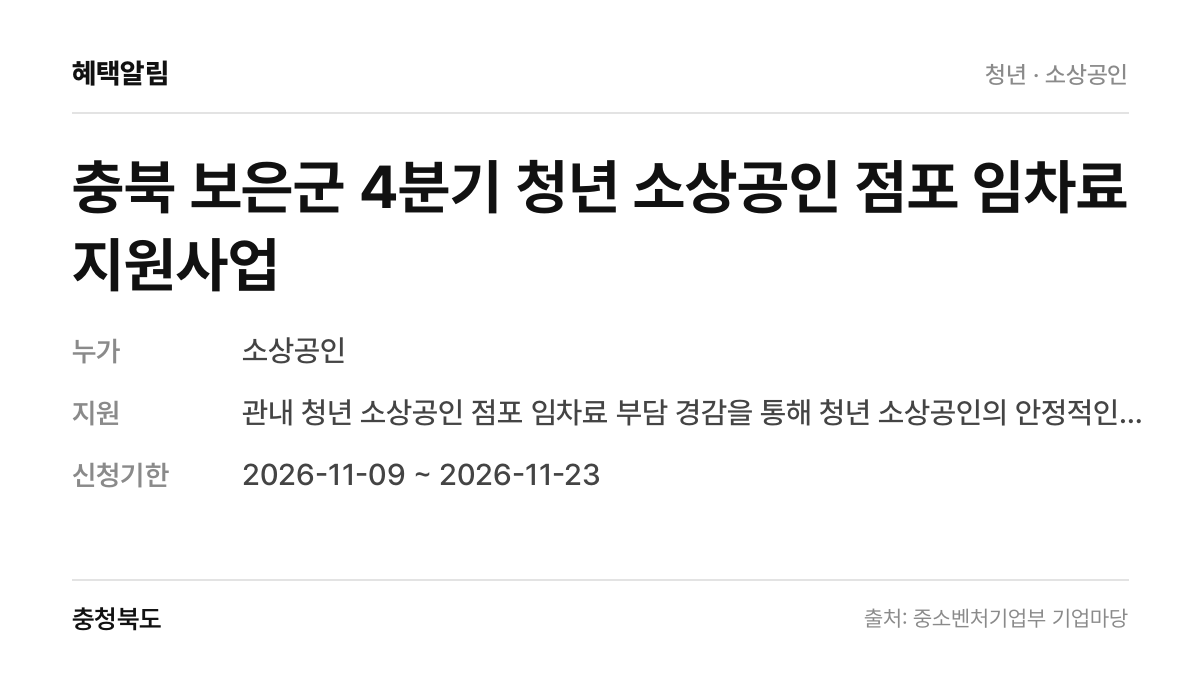 혜택알림
청년 · 소상공인
충북 보은군 4분기 청년 소상공인 점포 임차료
지원사업
누가 소상공인
지원 관내 청년 소상공인 점포 임차료 부담 경감을 통해 청년 소상공인의 안정적인...
신청기한 2026-11-09 ~ 2026-11-23
충청북도
출처: 중소벤처기업부 기업마당